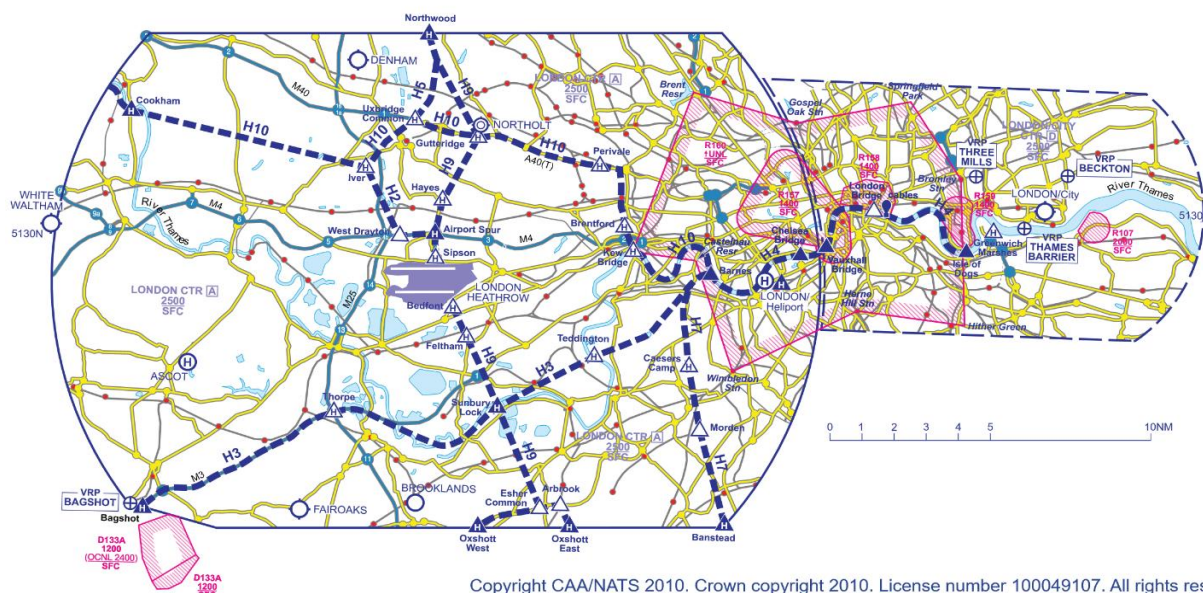 Northwood
DENHAM
M40
Cookham
H5
H9
Uxbridge
Common
H10
H10
H10
NORTHOLT
Gutteridge
Iver
A40(T)
Perivale
H10
H9
H2
Hayes
WHITE
WALTHAM
5130N
River Thames
West Drayton
Airport Spur
M4
M4
Sipson
Brentford
Kew
Bridge
LONDON CTR A
2500
SFC
LONDON CTR A
2500
SFC
M25
LONDON
HEATHROW
Bedfont
Feltham
ASCOT
Thorpe
H3
M3
H9
H3
Sunbury
Lock
Teddington
H9
LONDON CTR A
2500
SFC
VRP
BAGSHOT
Bagshot
FAIROAKS
BROOKLANDS
Esher
Common
Arbrook
Oxshott
West
Oxshott
East
Banstead
H7
H7
Morden
Caesers
Camp
Wimbledon
Stn
D133A
1200
(OCNL 2400)
SFC
D133A
1200
SFC
Brent
Resr
Gospel
Oak Stn
Springfield
Park
R160
†UNL
SFC
R157
1400
SFC
R158
1400
SFC
London
Bridge
cables
Castelnau
Resr
Chelsea
Bridge
H10
H4
Barnes
LONDON/
Heliport
Vauxhall
Bridge
Herne
Hill Stn
Hither Green
Isle of
Dogs
Greenwich
Marshes
Bromley
Stn
R159
1400
SFC
LONDON/CITY
CTR D
2500
SFC
VRP
THREE
MILLS
VRP
BECKTON
LONDON/City
River Thames
5130
VRP
THAMES
BARRIER
R107
2000
SFC
0 1 2 3 4 5 10NM
Copyright CAA/NATS 2010. Crown copyright 2010. License number 100049107. All rights res